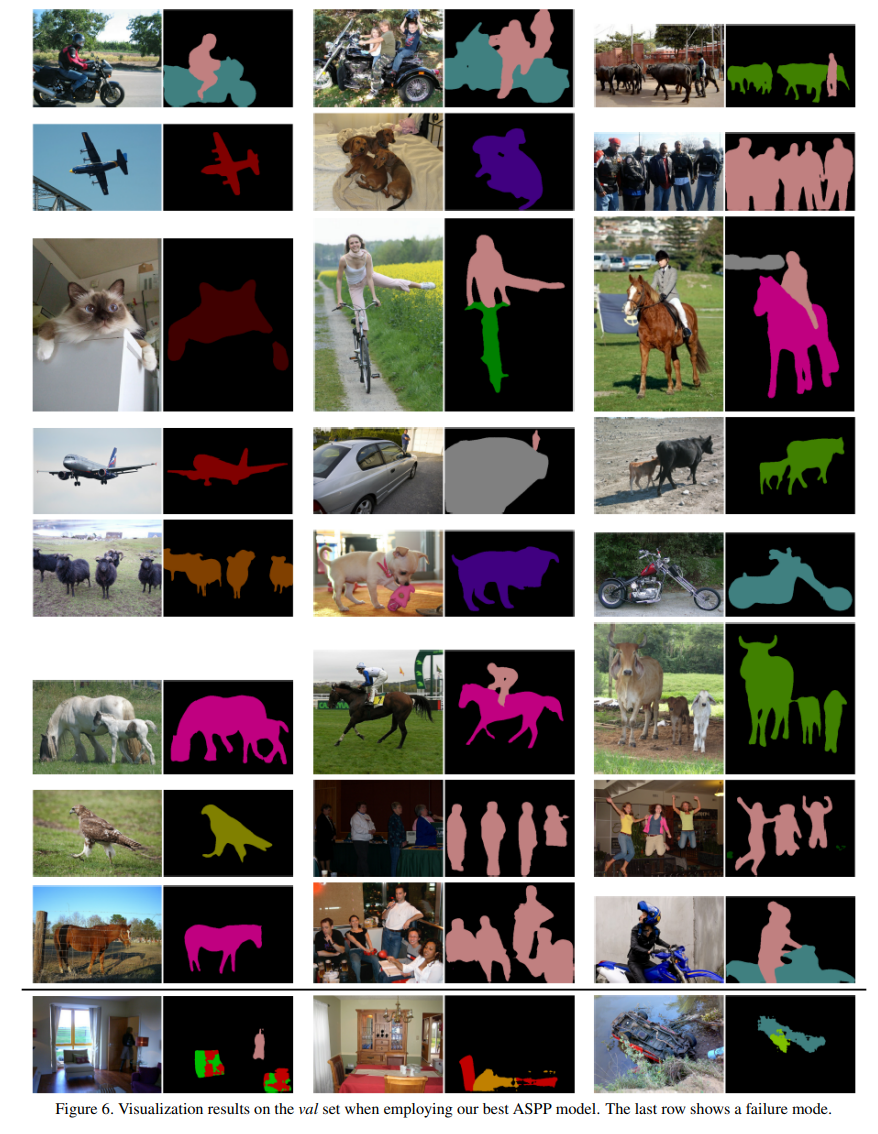 Figure 6. Visualization results on the val set when employing our best ASPP model. The last row shows a failure mode.